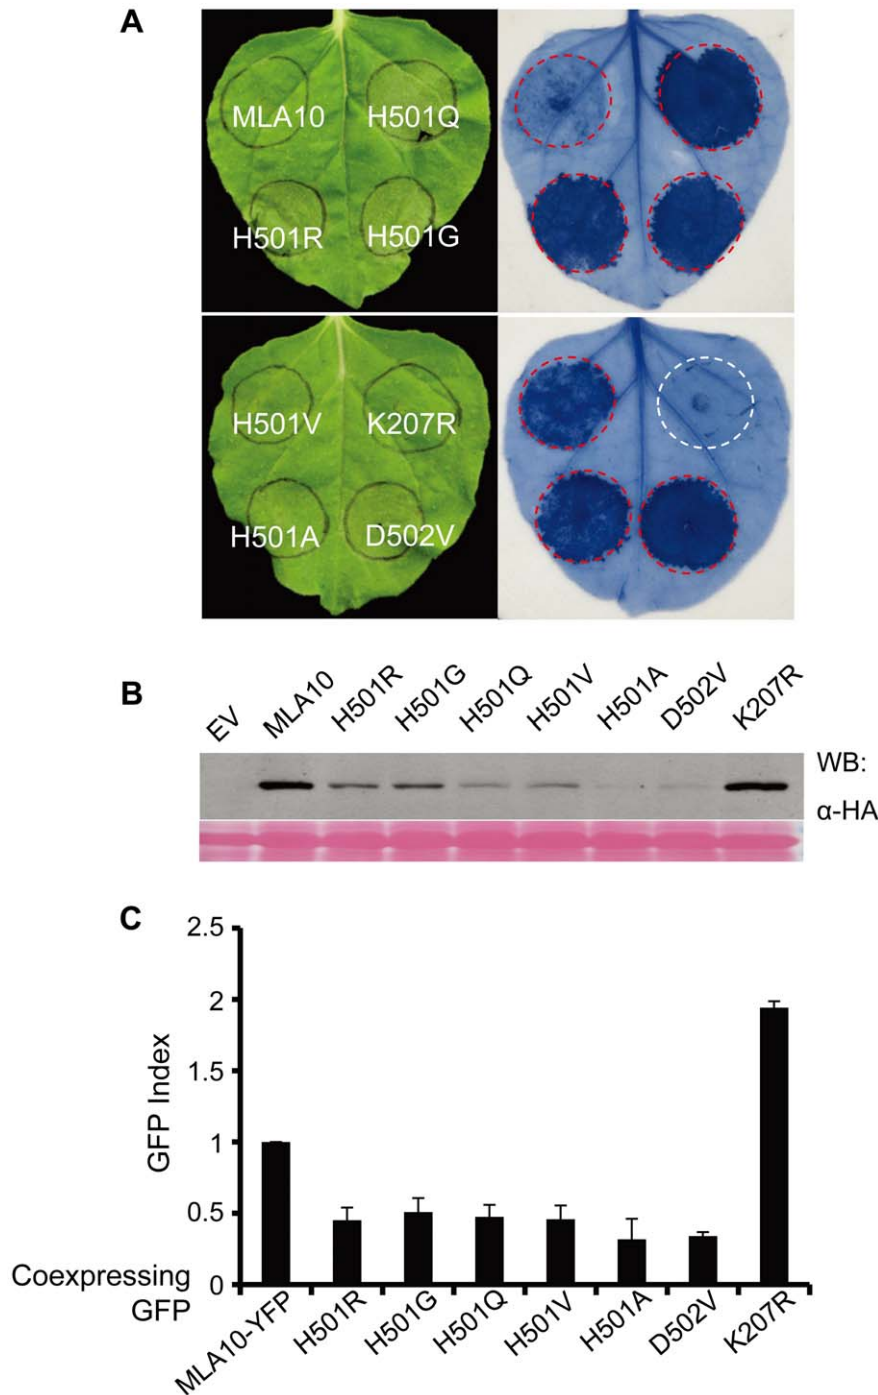 A
MLA10 H501Q
H501R H501G
H501V K207R
H501A D502V
B
EV MLA10 H501R H501G H501Q H501V H501A D502V K207R
WB:
α-HA
C
2.5
2
1.5
1
0.5
0
GFP Index
Coexpressing
GFP
MLA10-YFP H501R H501G H501Q H501V H501A D502V K207R